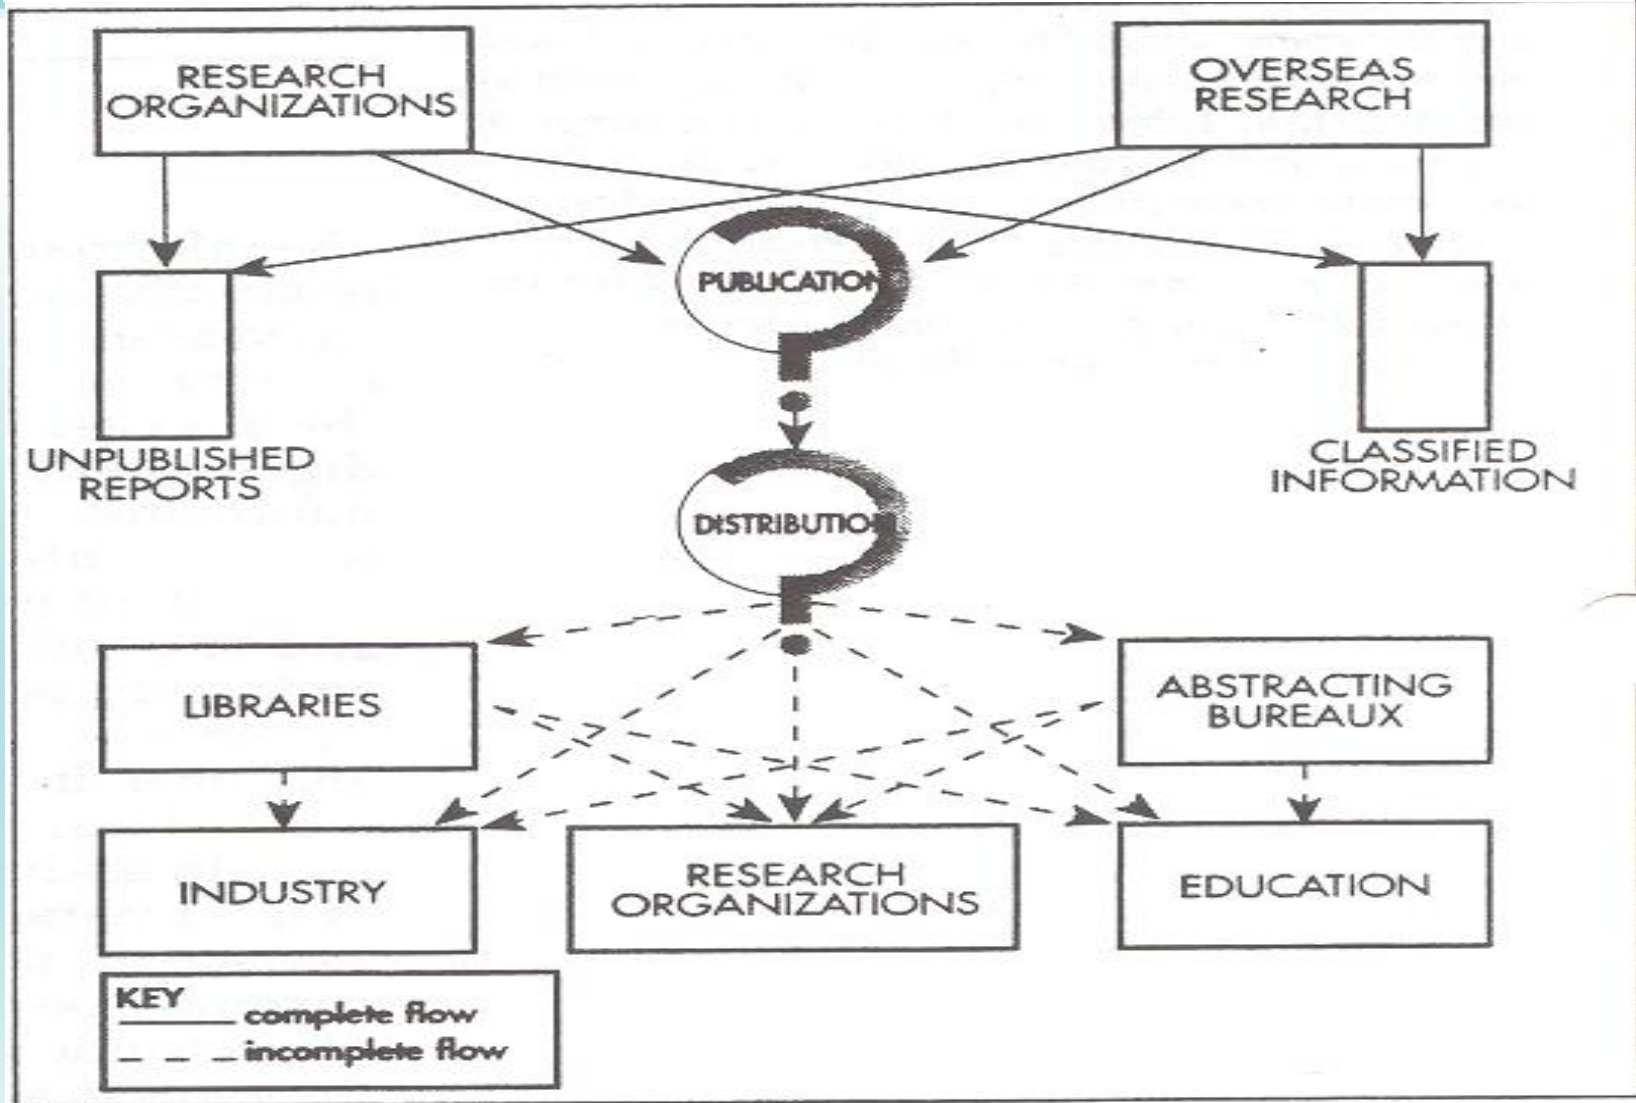 RESEARCH
ORGANIZATIONS
OVERSEAS
RESEARCH
PUBLICATION
UNPUBLISHED
REPORTS
CLASSIFIED
INFORMATION
DISTRIBUTION
LIBRARIES
ABSTRACTING
BUREAUX
INDUSTRY
RESEARCH
ORGANIZATIONS
EDUCATION
KEY
complete flow
incomplete flow